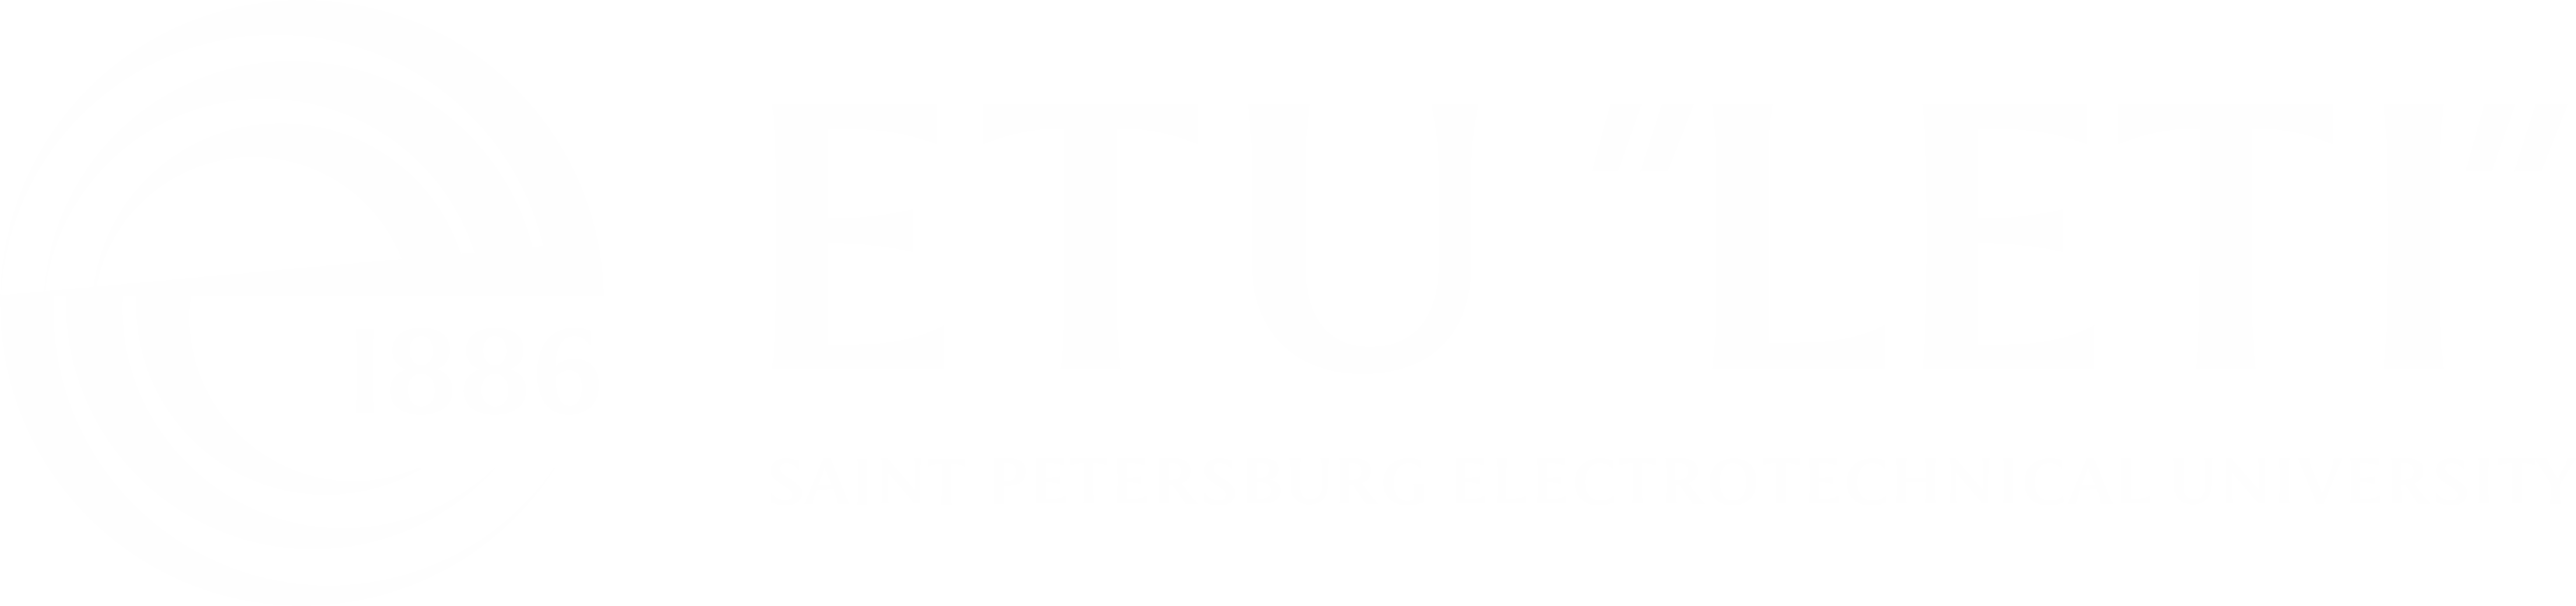 1886
ETU "LETI"
SAINT PETERSBURG ELECTROTECHNICAL UNIVERSITY